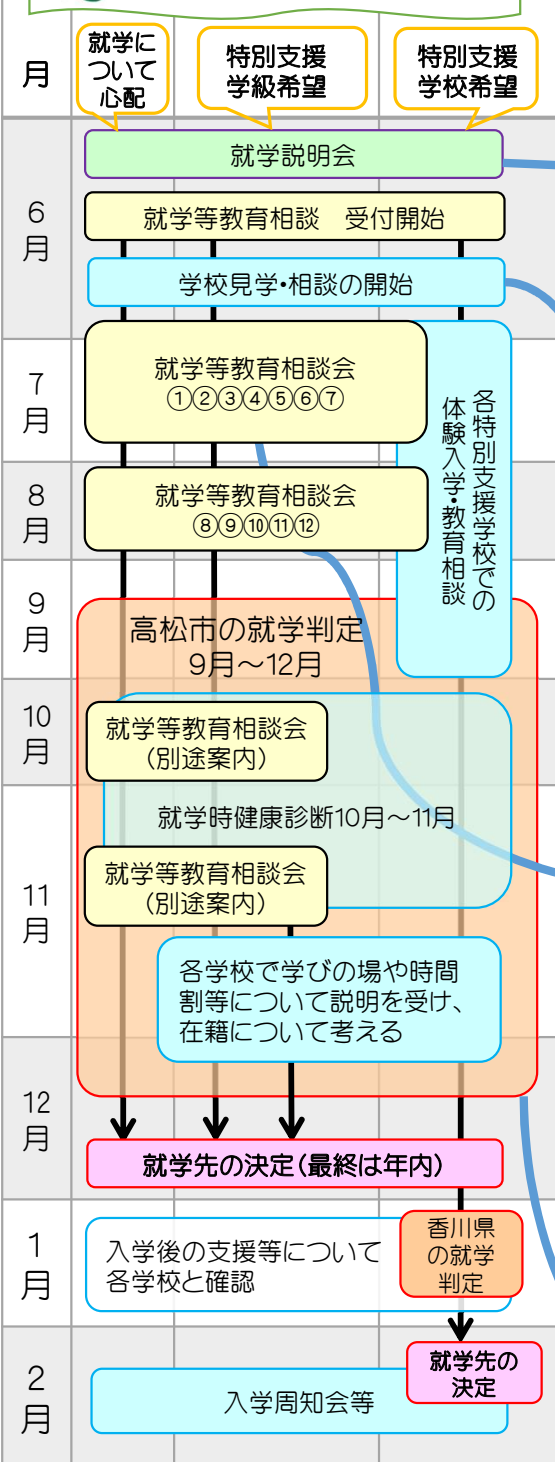 月
就学に
ついて
心配
特別支援
学級希望
特別支援
学校希望
6
月
就学説明会
就学等教育相談　受付開始
学校見学・相談の開始
7
月
就学等教育相談会
①②③④⑤⑥⑦
各特別支援学校での
体験入学・教育相談
8
月
就学等教育相談会
⑧⑨⑩⑪⑫
9
月
高松市の就学判定
9月～12月
10
月
就学等教育相談会
(別途案内)
就学時健康診断10月～11月
11
月
就学等教育相談会
(別途案内)
各学校で学びの場や時間
割等について説明を受け、
在籍について考える
12
月
就学先の決定(最終は年内)
1
月
入学後の支援等について
各学校と確認
香川県
の就学
判定
2
月
就学先の
決定
入学周知会等